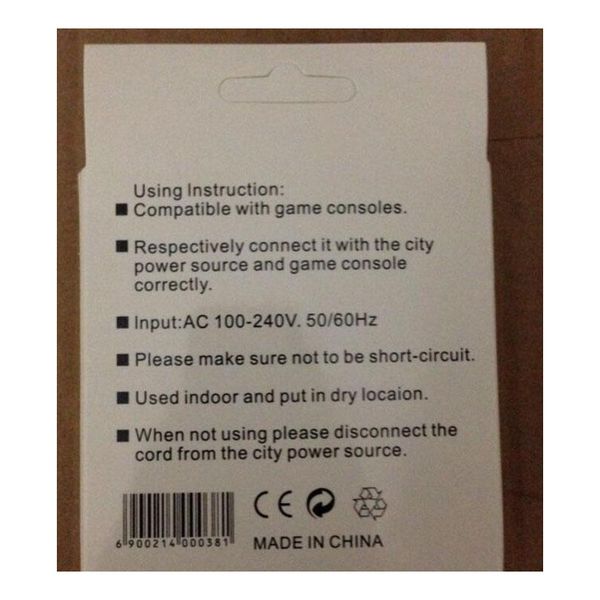 Using Instruction:
■ Compatible with game consoles.
■ Respectively connect it with the city
power source and game console
correctly.
■ Input:AC 100-240V. 50/60Hz
■ Please make sure not to be short-circuit.
■ Used indoor and put in dry locaion.
■ When not using please disconnect the
cord from the city power source.
CE
6 900214 000381
MADE IN CHINA